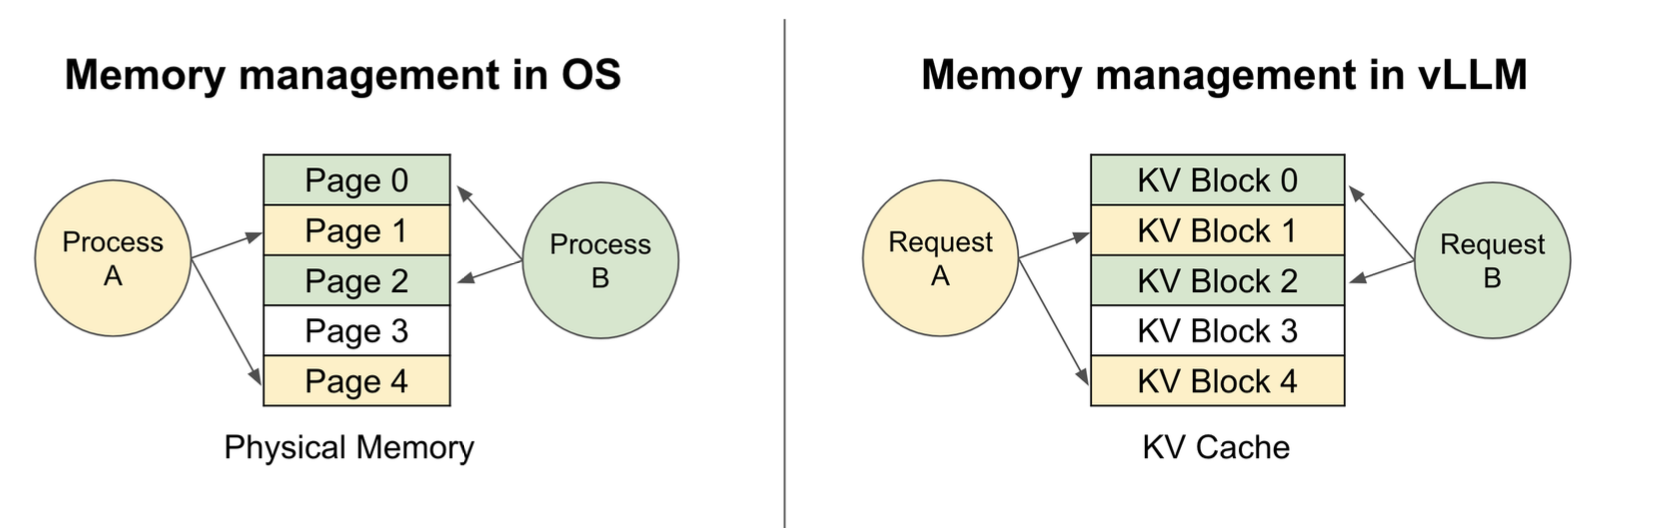 Memory management in OS
Process
A
Page 0
Page 1
Page 2
Page 3
Page 4
Process
B
Physical Memory
Memory management in vLLM
Request
A
KV Block 0
KV Block 1
KV Block 2
KV Block 3
KV Block 4
Request
B
KV Cache